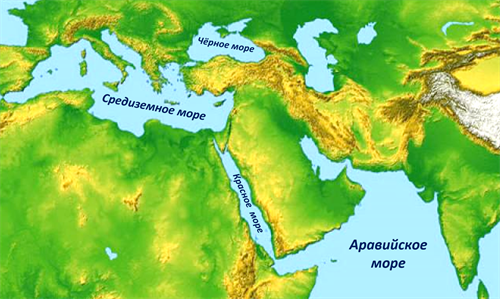 Чёрное море
Средиземное море
Красное море
Аравийское
море